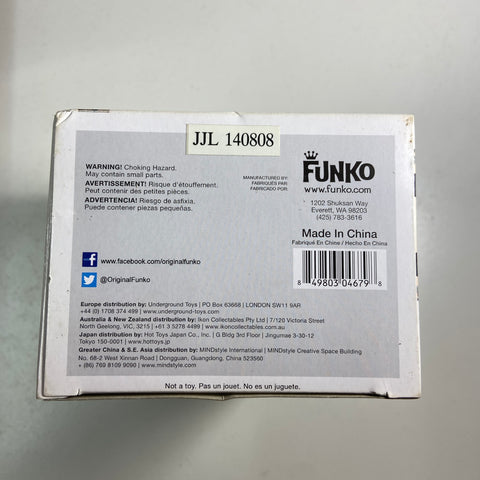 JJL 140808
WARNING! Choking Hazard.
May contain small parts.
AVERTISSEMENT! Risque d'étouffement.
Peut contenir des petites pièces.
ADVERTENCIA! Riesgo de asfixia.
Puede contener piezas pequeñas.
MANUFACTURED BY:
FABRIQUÉ PAR:
FABRICADO POR:
FUNKO
www.funko.com
1202 Shuksan Way
Everett, WA 98203
(425) 783-3616
Made In China
Fabriqué En Chine / Hecho En China
8 49803 04679 8
www.facebook.com/originalfunko
@OriginalFunko
Europe distribution by: Underground Toys | PO Box 63668 | LONDON SW11 9AR
+44 (0) 1708 374 499 | www.undergroundtoys.com
Australia & New Zealand distribution by: Ikon Collectables Pty Ltd | 7/120 Victoria Street
North Geelong, VIC, 3215 | +61 3 5278 4499 | www.ikoncollectables.com
Japan distribution by: Hot Toys Japan Co., Inc. | G Bldg 3rd Floor | Jingumae 3-30-12
Tokyo 150-0001 | www.hottoys.jp
Greater China & S.E. Asia distribution by: MINDstyle International | MINDstyle Creative Space Building
No. 68-2 West Xinnan Road | Dongguan, Guangdong, China 523560
+ (86) 769 8109 9090 | www.mindstyle.com
Not a toy. Pas un jouet. No es un juguete.